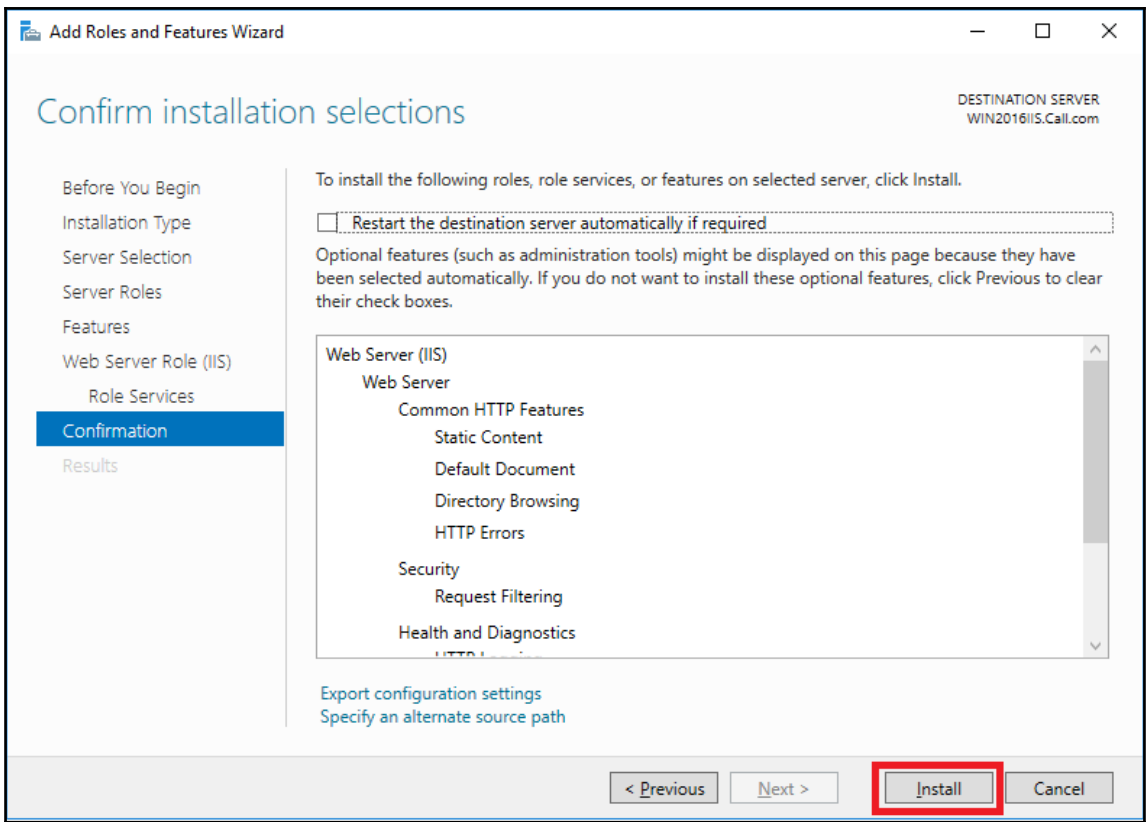 Add Roles and Features Wizard
Confirm installation selections
DESTINATION SERVER
WIN2016IIS.Call.com
Before You Begin
Installation Type
Server Selection
Server Roles
Features
Web Server Role (IIS)
Role Services
Confirmation
Results
To install the following roles, role services, or features on selected server, click Install.
Restart the destination server automatically if required
Optional features (such as administration tools) might be displayed on this page because they have
been selected automatically. If you do not want to install these optional features, click Previous to clear
their check boxes.
Web Server (IIS)
Web Server
Common HTTP Features
Static Content
Default Document
Directory Browsing
HTTP Errors
Security
Request Filtering
Health and Diagnostics
HTTP Logging
Export configuration settings
Specify an alternate source path
< Previous
Next >
Install
Cancel